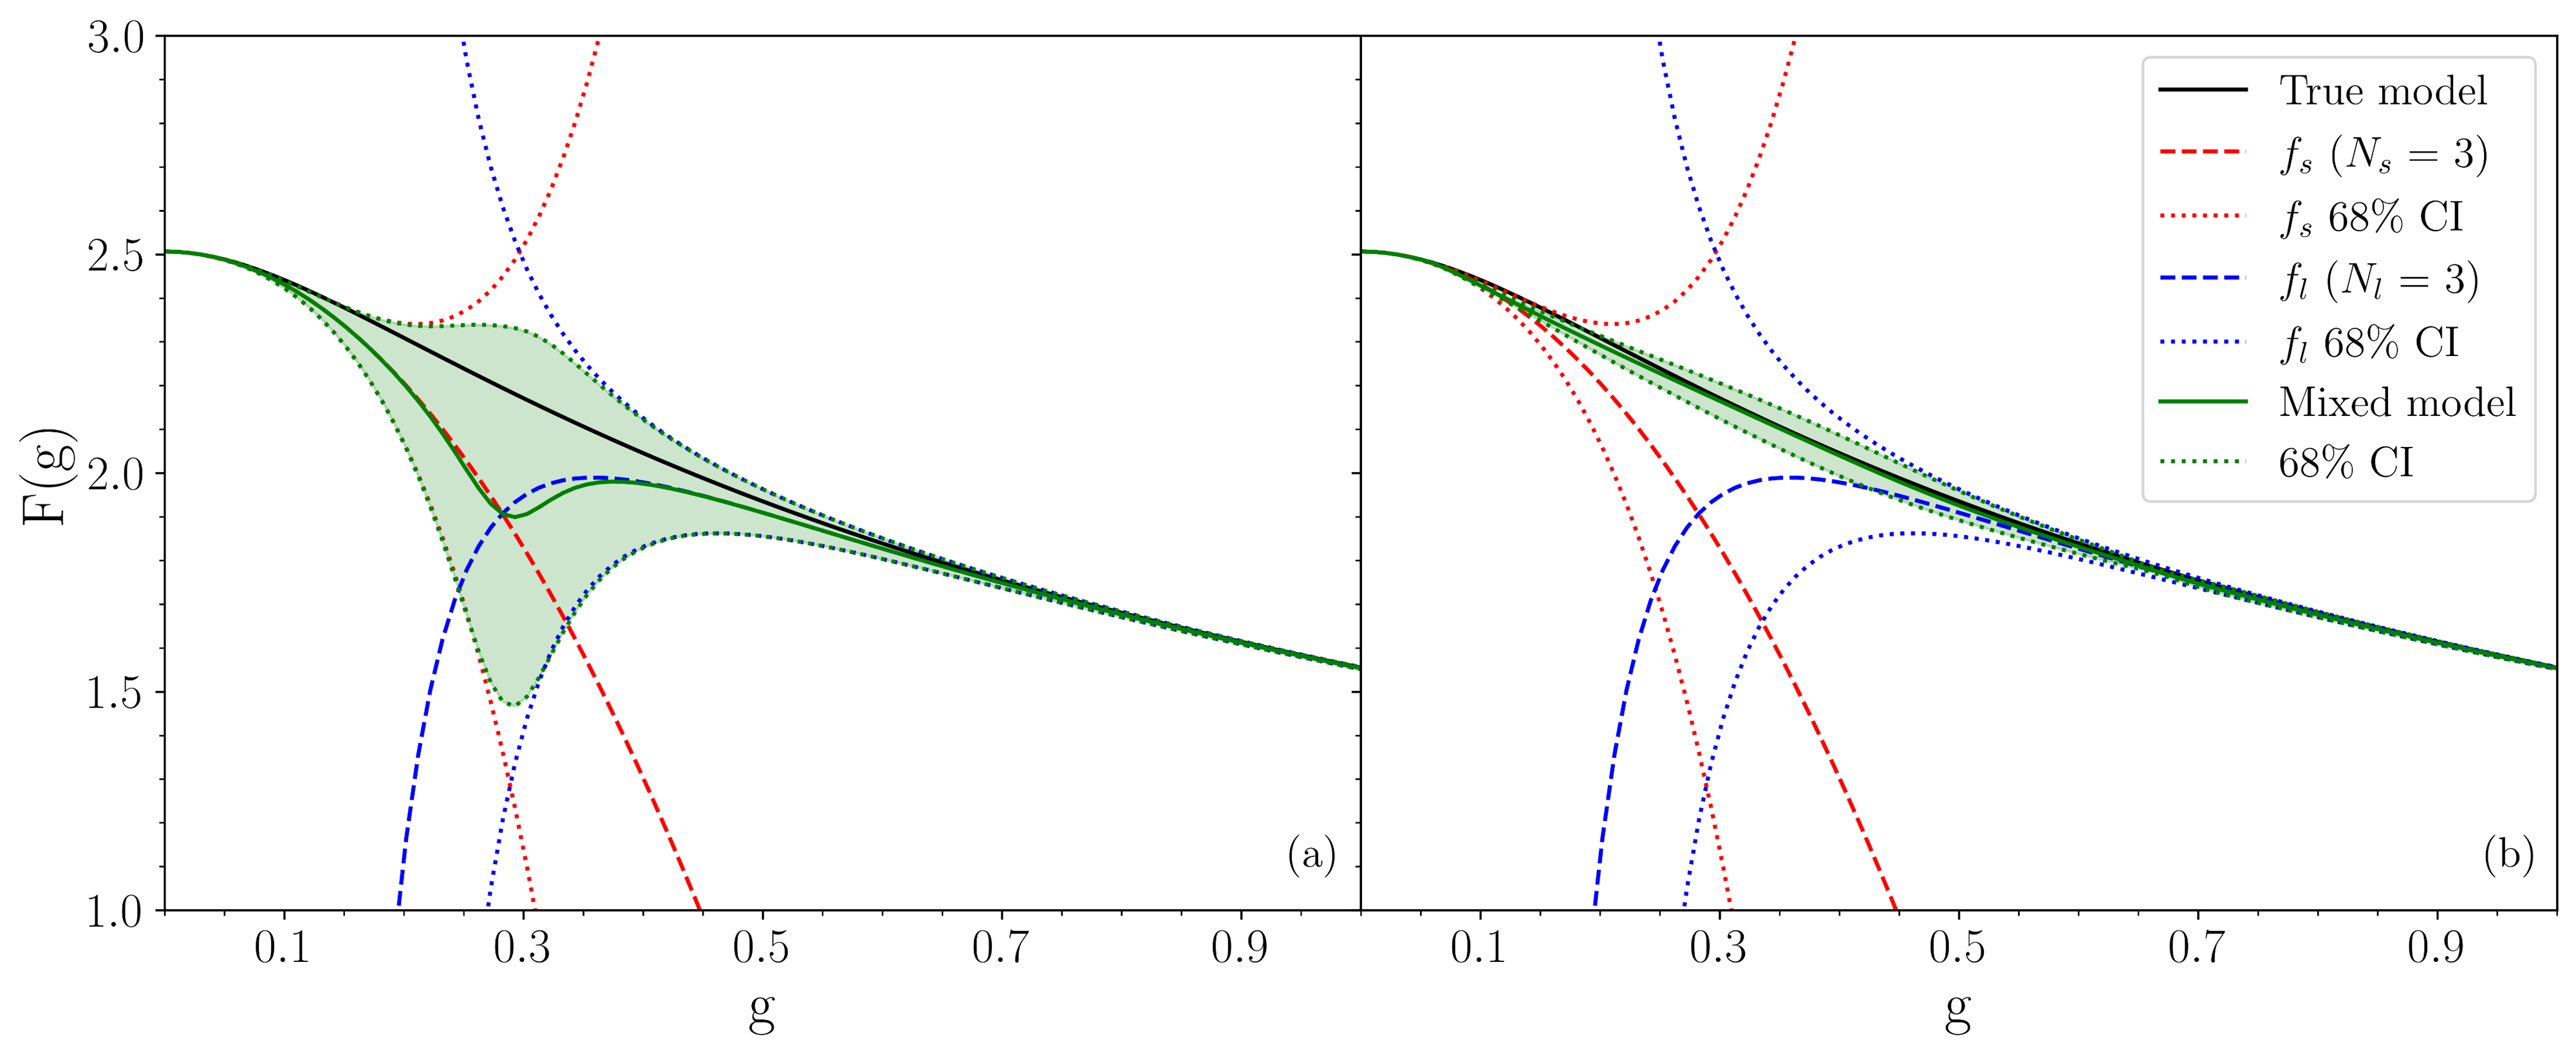 3.0
2.5
2.0
1.5
1.0
F(g)
0.1 0.3 0.5 0.7 0.9
g
(a)
True model
f_s (N_s = 3)
f_s 68% CI
f_l (N_l = 3)
f_l 68% CI
Mixed model
68% CI
(b)
0.1 0.3 0.5 0.7 0.9
g